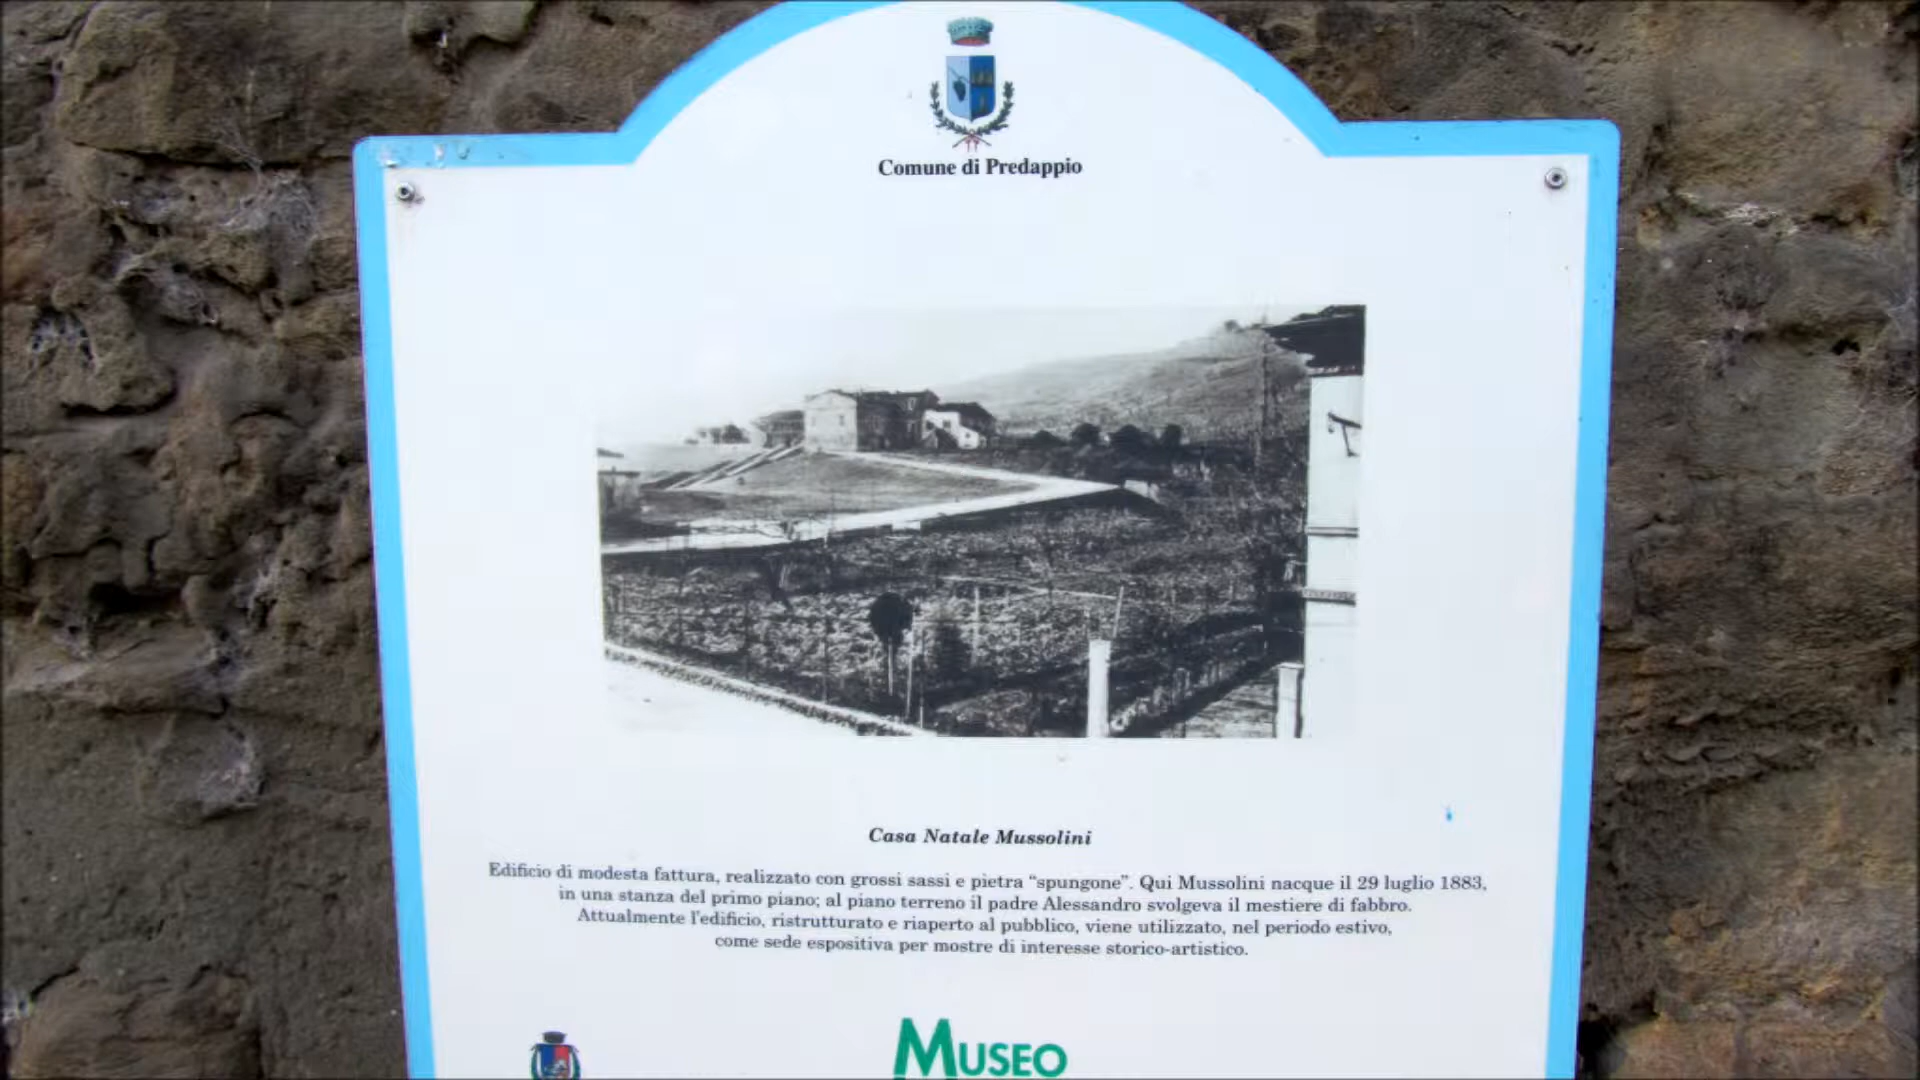 Comune di Predappio
Casa Natale Mussolini
Edificio di modesta fattura, realizzato con grossi sassi e pietra “spungone”. Qui Mussolini nacque il 29 luglio 1883,
in una stanza del primo piano; al piano terreno il padre Alessandro svolgeva il mestiere di fabbro.
Attualmente l'edificio, ristrutturato e riaperto al pubblico, viene utilizzato, nel periodo estivo,
come sede espositiva per mostre di interesse storico-artistico.
MUSEO